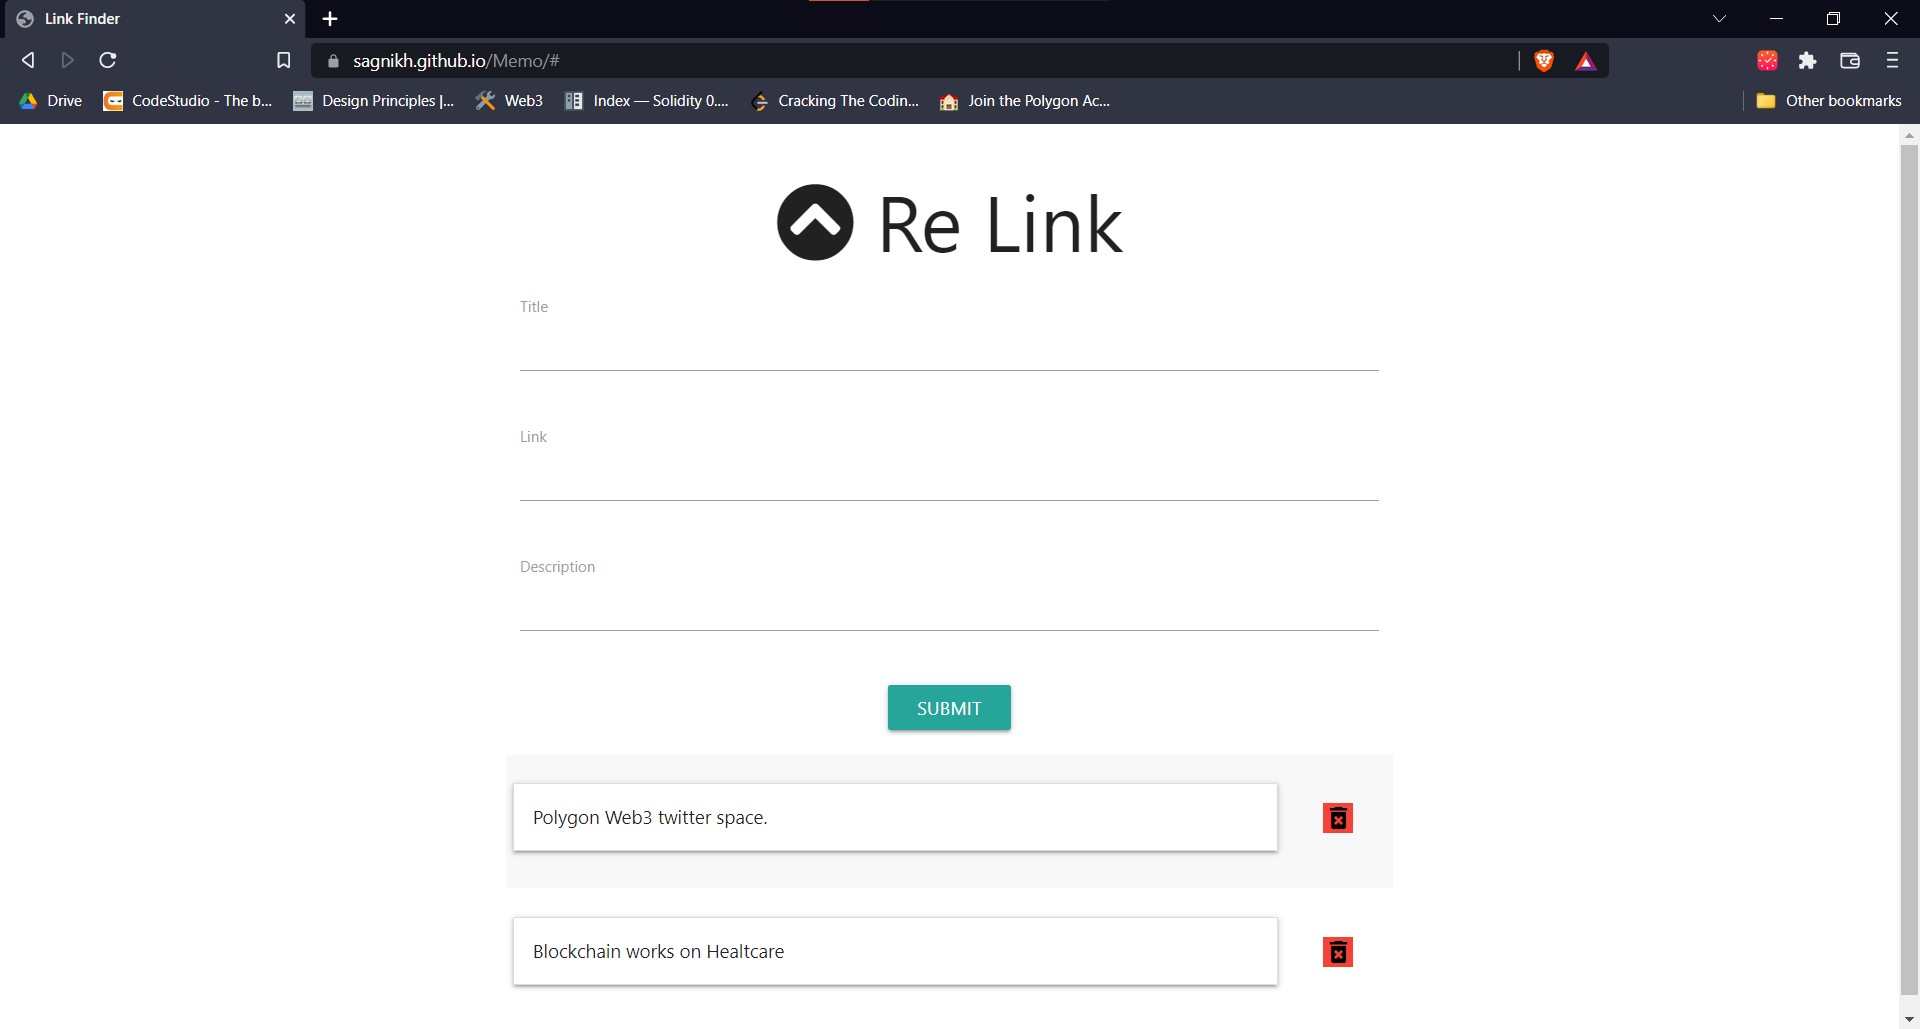 Link Finder
sagnikh.github.io/Memo/#
Drive
CodeStudio - The b...
Design Principles |...
Web3
Index — Solidity 0....
Cracking The Codin...
Join the Polygon Ac...
Other bookmarks
Re Link
Title
Link
Description
SUBMIT
Polygon Web3 twitter space.
Blockchain works on Healtcare